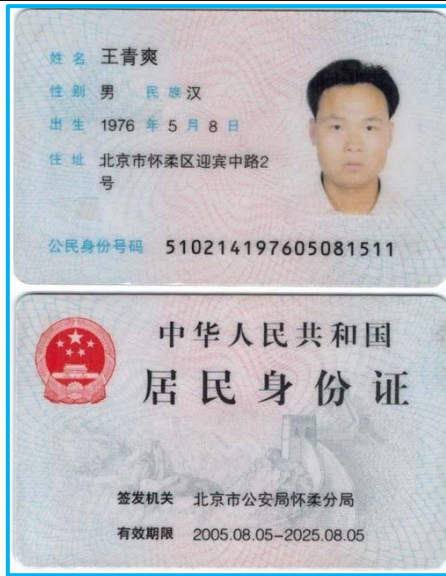 姓名 王青爽
性别 男 民族 汉
出生 1976 年 5 月 8 日
住址 北京市怀柔区迎宾中路2
号
公民身份号码 510214197605081511
中华人民共和国
居民身份证
签发机关 北京市公安局怀柔分局
有效期限 2005.08.05-2025.08.05